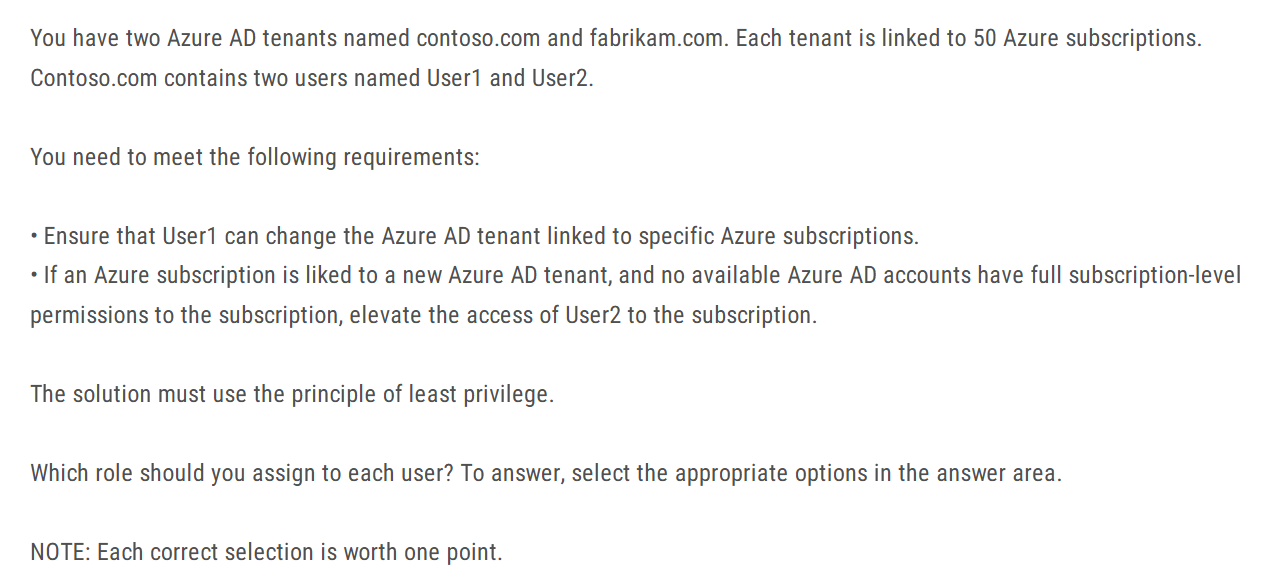 You have two Azure AD tenants named contoso.com and fabrikam.com. Each tenant is linked to 50 Azure subscriptions.
Contoso.com contains two users named User1 and User2.
You need to meet the following requirements:
• Ensure that User1 can change the Azure AD tenant linked to specific Azure subscriptions.
• If an Azure subscription is liked to a new Azure AD tenant, and no available Azure AD accounts have full subscription-level
permissions to the subscription, elevate the access of User2 to the subscription.
The solution must use the principle of least privilege.
Which role should you assign to each user? To answer, select the appropriate options in the answer area.
NOTE: Each correct selection is worth one point.